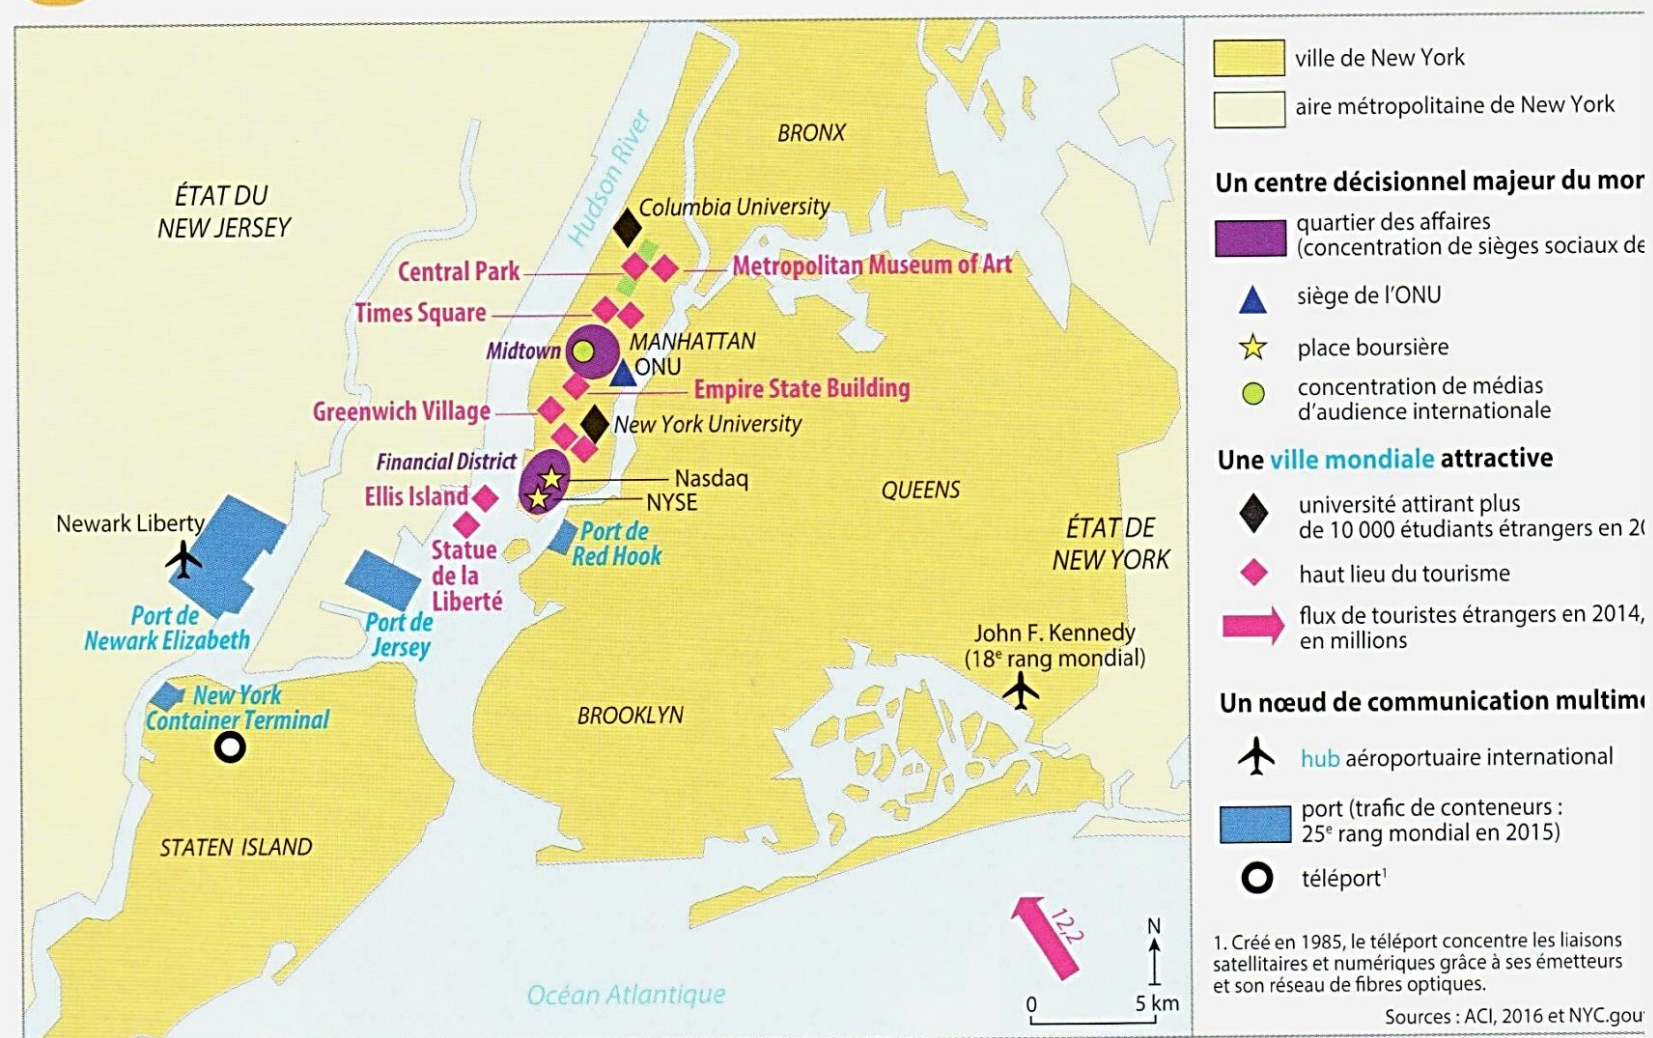 BRONX
ÉTAT DU
NEW JERSEY
Hudson River
Columbia University
Central Park
Metropolitan Museum of Art
Times Square
Midtown
MANHATTAN
ONU
Empire State Building
Greenwich Village
New York University
Financial District
Nasdaq
Ellis Island
NYSE
QUEENS
Newark Liberty
Port de
Red Hook
ÉTAT DE
NEW YORK
Statue
de la
Liberté
Port de
Newark Elizabeth
Port de
Jersey
John F. Kennedy
(18e rang mondial)
New York
Container Terminal
BROOKLYN
STATEN ISLAND
12,2
N
Océan Atlantique
0 5 km
ville de New York
aire métropolitaine de New York
Un centre décisionnel majeur du
quartier des affaires
(concentration de sièges sociaux de
siège de l'ONU
place boursière
concentration de médias
d'audience internationale
Une ville mondiale attractive
université attirant plus
de 10 000 étudiants étrangers en
haut lieu du tourisme
flux de touristes étrangers en 2014,
en millions
Un nœud de communication
hub aéroportuaire international
port (trafic de conteneurs :
25e rang mondial en 2015)
téléport1
1. Créé en 1985, le téléport concentre les liaisons
satellitaires et numériques grâce à ses émetteurs
et son réseau de fibres optiques.
Sources : ACI, 2016 et